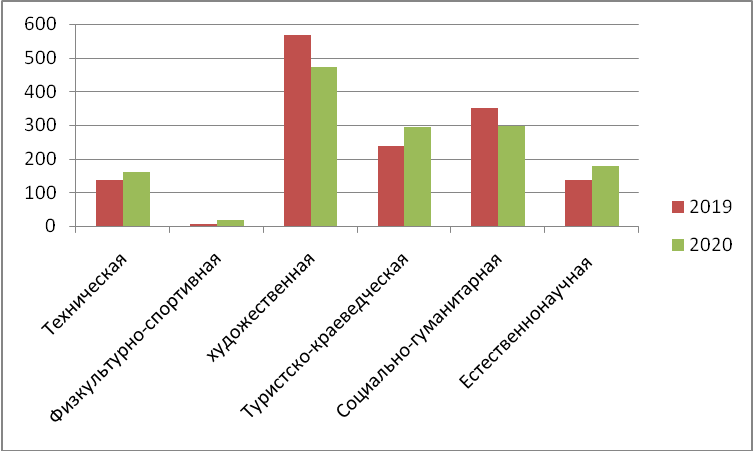 600
500
400
300
200
100
0
Техническая
Физкультурно-спортивная
художественная
Туристско-краеведческая
Социально-гуманитарная
Естественнонаучная
2019
2020